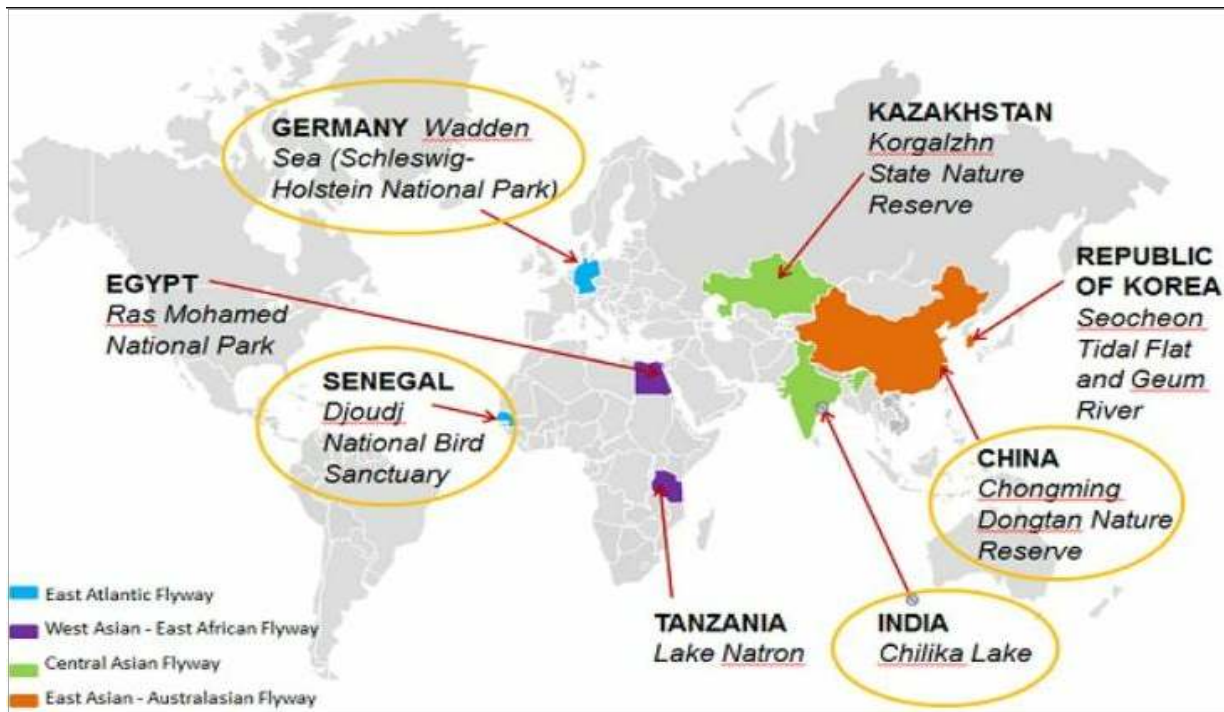 GERMANY Wadden
Sea (Schleswig-
Holstein National Park)
KAZAKHSTAN
Korgalzhn
State Nature
Reserve
EGYPT
Ras Mohamed
National Park
REPUBLIC
OF KOREA
Seocheon
Tidal Flat
and Geum
River
SENEGAL
Djoudj
National Bird
Sanctuary
CHINA
Chongming
Dongtan Nature
Reserve
TANZANIA
Lake Natron
INDIA
Chilika Lake
East Atlantic Flyway
West Asian - East African Flyway
Central Asian Flyway
East Asian - Australasian Flyway